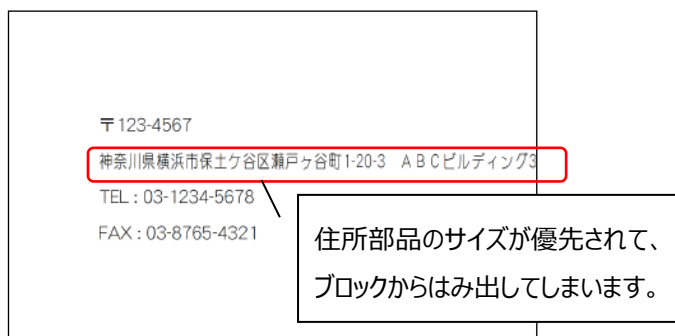 〒123-4567
神奈川県横浜市保土ケ谷区瀬戸ヶ谷町1-20-3　ＡＢＣビルディング3
TEL : 03-1234-5678
FAX : 03-8765-4321
住所部品のサイズが優先されて、
ブロックからはみ出してしまいます。